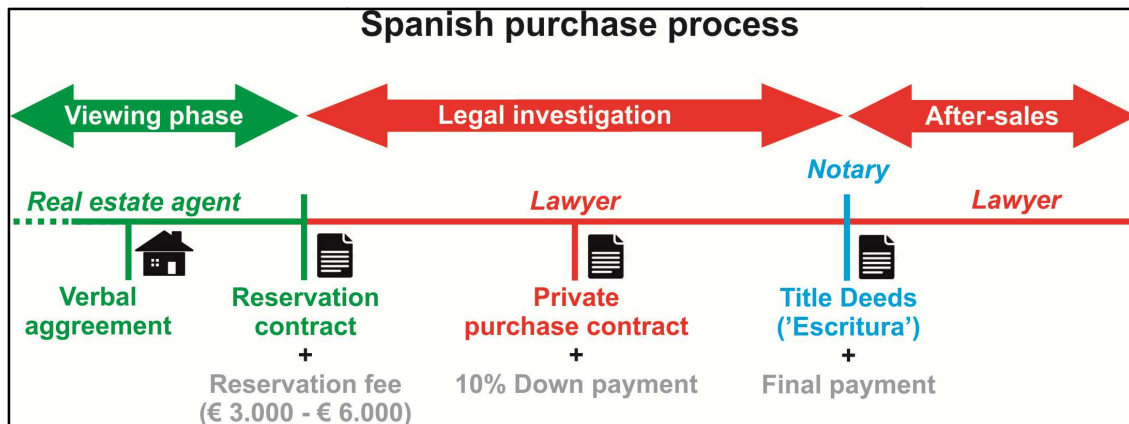 Spanish purchase process
Viewing phase
Legal investigation
After-sales
Notary
Real estate agent
Lawyer
Lawyer
Verbal
aggreement
Reservation
contract
+
Reservation fee
(€ 3.000 - € 6.000)
Private
purchase contract
+
10% Down payment
Title Deeds
(’Escritura’)
+
Final payment